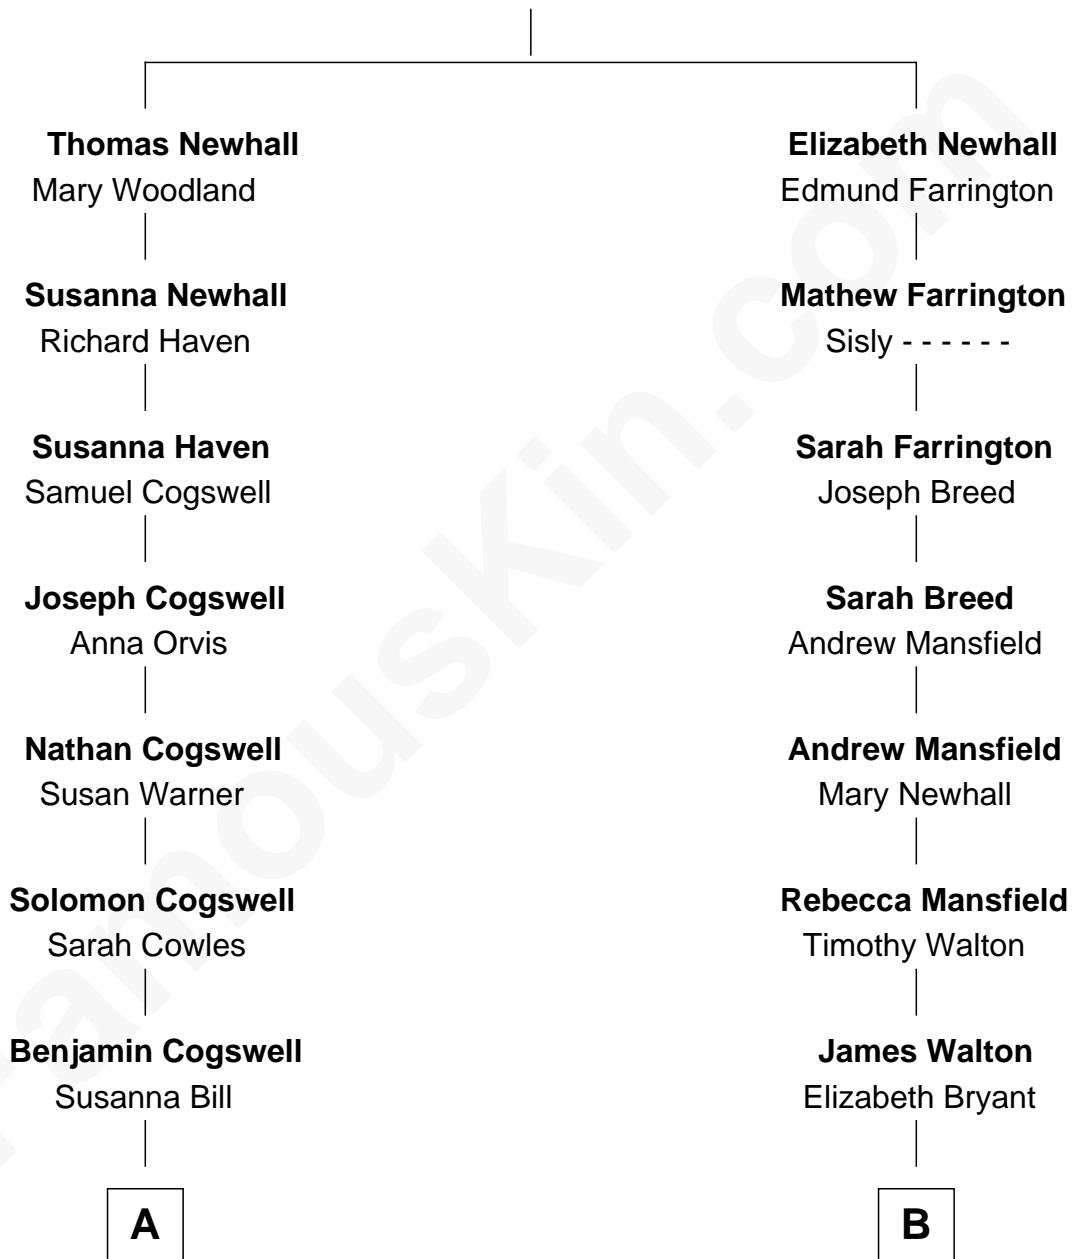 Thomas Newhall
Mary Woodland
Susanna Newhall
Richard Haven
Susanna Haven
Samuel Cogswell
Joseph Cogswell
Anna Orvis
Nathan Cogswell
Susan Warner
Solomon Cogswell
Sarah Cowles
Benjamin Cogswell
Susanna Bill
A
Elizabeth Newhall
Edmund Farrington
Mathew Farrington
Sisly - - - - - -
Sarah Farrington
Joseph Breed
Sarah Breed
Andrew Mansfield
Andrew Mansfield
Mary Newhall
Rebecca Mansfield
Timothy Walton
James Walton
Elizabeth Bryant
B
FamousKin.com